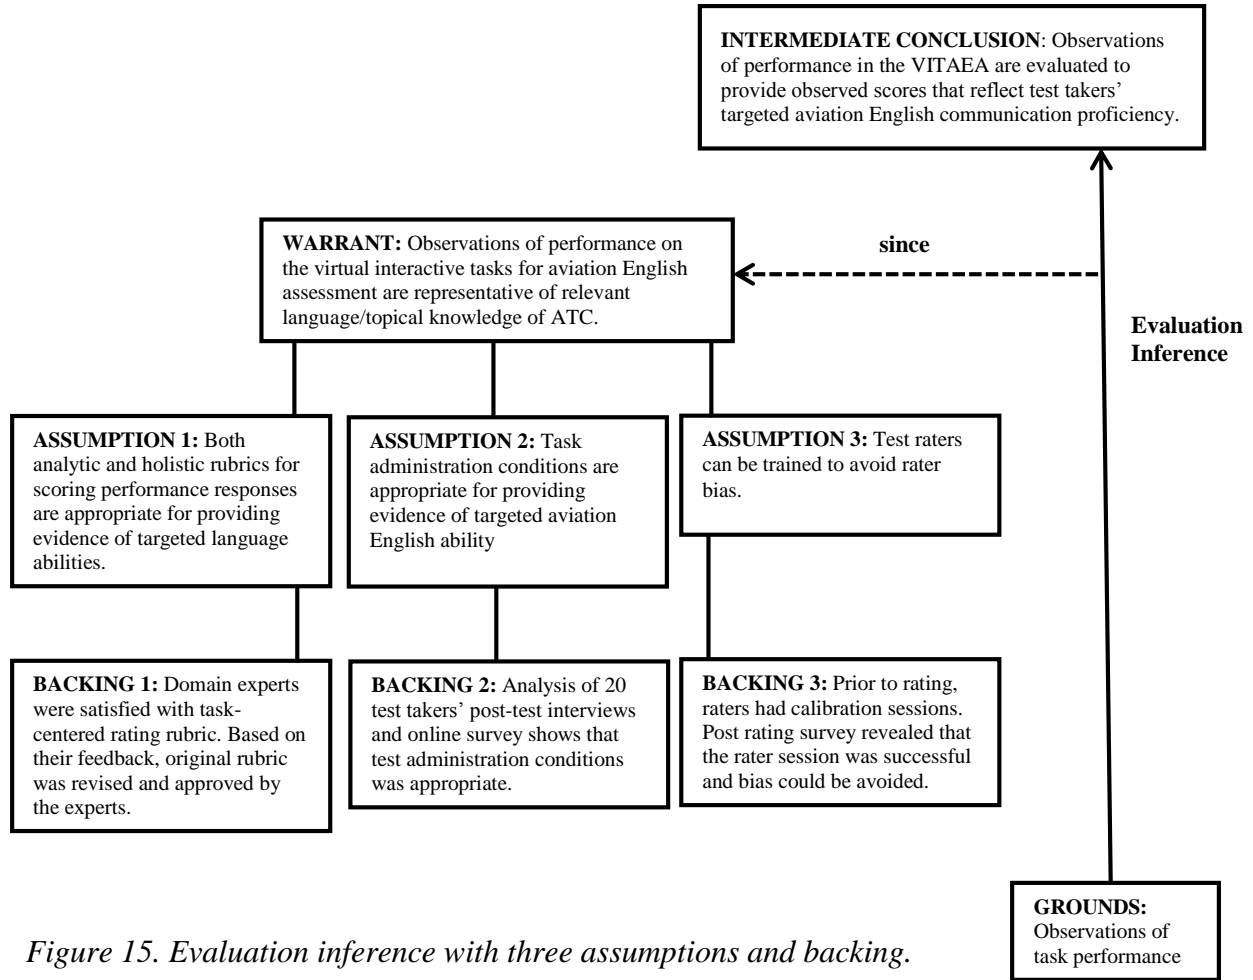 INTERMEDIATE CONCLUSION: Observations
of performance in the VITAEA are evaluated to
provide observed scores that reflect test takers’
targeted aviation English communication proficiency.
WARRANT: Observations of performance on
the virtual interactive tasks for aviation English
assessment are representative of relevant
language/topical knowledge of ATC.
since
Evaluation
Inference
ASSUMPTION 1: Both
analytic and holistic rubrics for
scoring performance responses
are appropriate for providing
evidence of targeted language
abilities.
ASSUMPTION 2: Task
administration conditions are
appropriate for providing
evidence of targeted aviation
English ability
ASSUMPTION 3: Test raters
can be trained to avoid rater
bias.
BACKING 1: Domain experts
were satisfied with task-
centered rating rubric. Based on
their feedback, original rubric
was revised and approved by
the experts.
BACKING 2: Analysis of 20
test takers’ post-test interviews
and online survey shows that
test administration conditions
was appropriate.
BACKING 3: Prior to rating,
raters had calibration sessions.
Post rating survey revealed that
the rater session was successful
and bias could be avoided.
GROUNDS:
Observations of
task performance
Figure 15. Evaluation inference with three assumptions and backing.